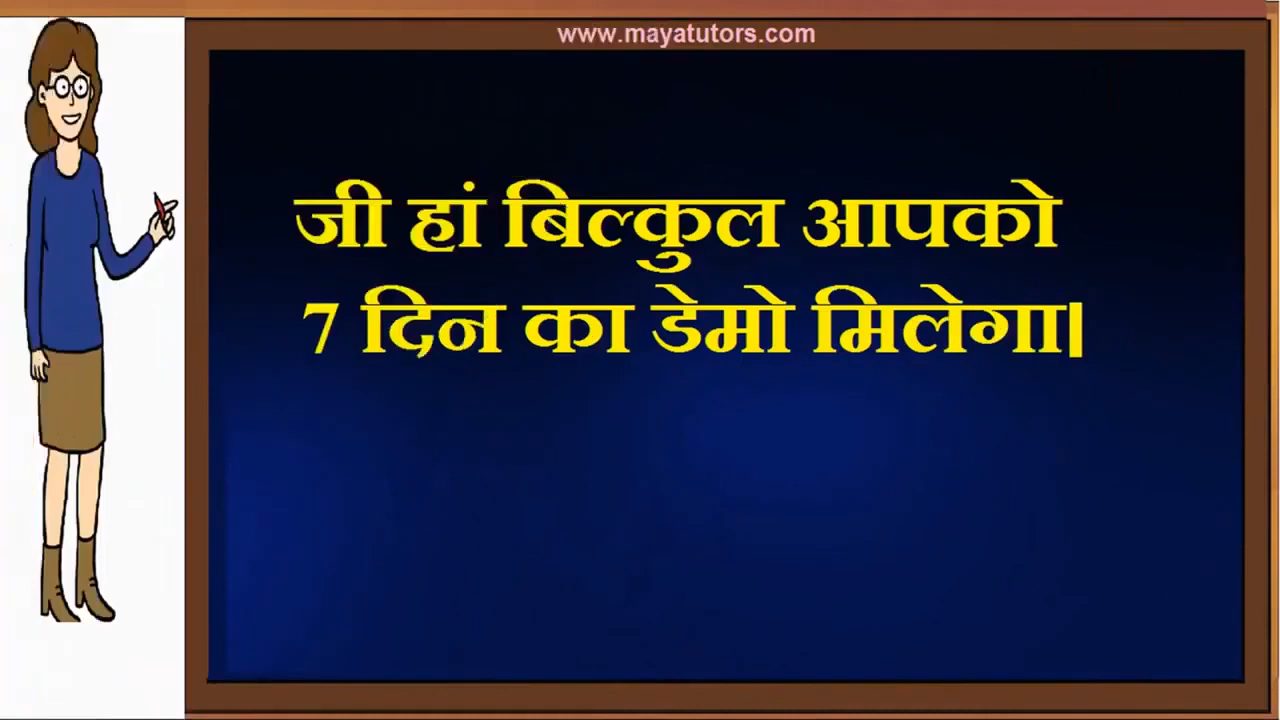 www.mayatutors.com
जी हां बिल्कुल आपको
7 दिन का डेमो मिलेगा।